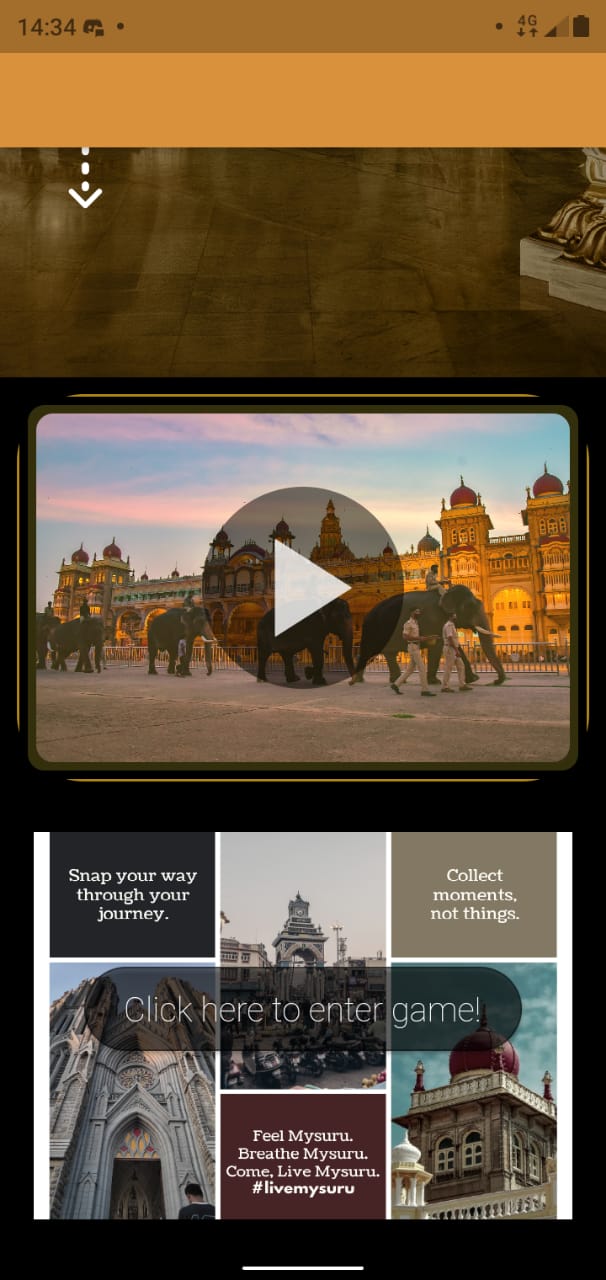 14:34
4G
Snap your way
through your
journey.
Collect
moments,
not things.
Click here to enter game!
Feel Mysuru.
Breathe Mysuru.
Come, Live Mysuru.
#livemysuru